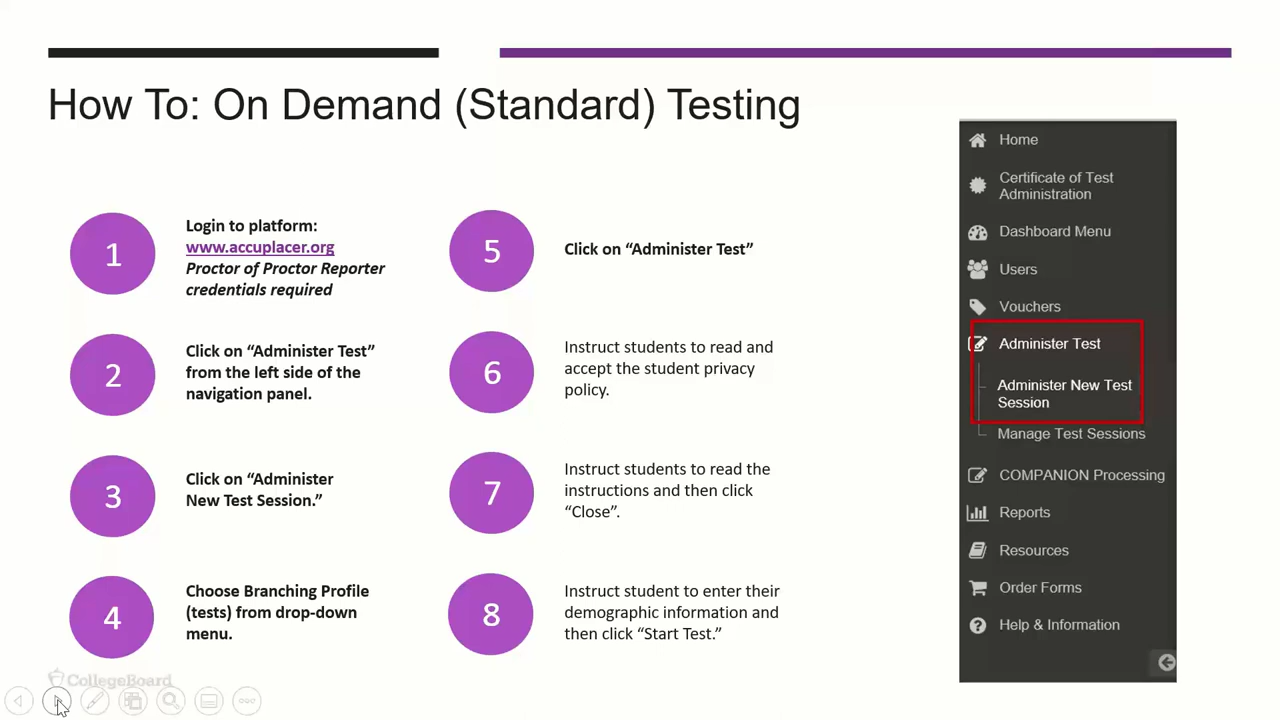 How To: On Demand (Standard) Testing
1
Login to platform:
www.accuplacer.org
Proctor of Proctor Reporter
credentials required
2
Click on “Administer Test”
from the left side of the
navigation panel.
3
Click on “Administer
New Test Session.”
4
Choose Branching Profile
(tests) from drop-down
menu.
5
Click on “Administer Test”
6
Instruct students to read and
accept the student privacy
policy.
7
Instruct students to read the
instructions and then click
“Close”.
8
Instruct student to enter their
demographic information and
then click “Start Test.”
Home
Certificate of Test
Administration
Dashboard Menu
Users
Vouchers
Administer Test
Administer New Test
Session
Manage Test Sessions
COMPANION Processing
Reports
Resources
Order Forms
Help & Information
CollegeBoard